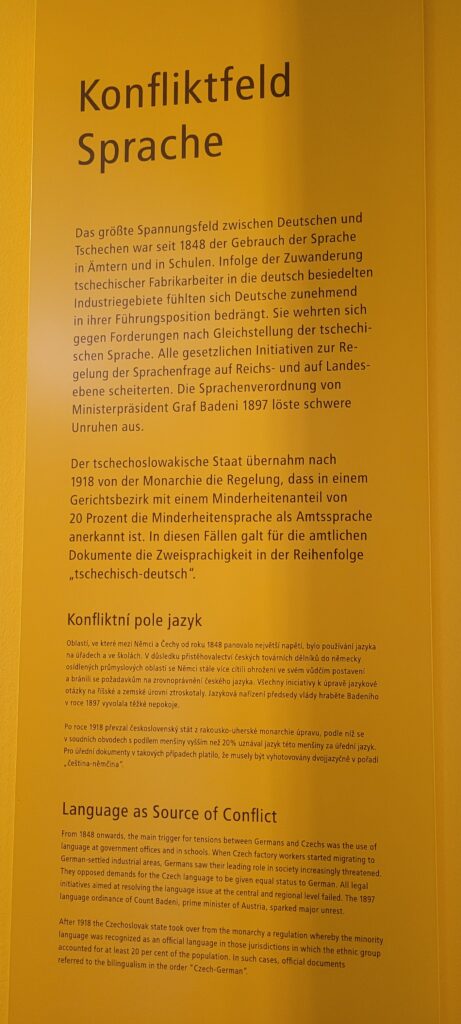 Konfliktfeld
Sprache
Das größte Spannungsfeld zwischen Deutschen und
Tschechen war seit 1848 der Gebrauch der Sprache
in Ämtern und in Schulen. Infolge der Zuwanderung
tschechischer Fabrikarbeiter in die deutsch besiedelten
Industriegebiete fühlten sich Deutsche zunehmend
in ihrer Führungsposition bedrängt. Sie wehrten sich
gegen Forderungen nach Gleichstellung der tschechi-
schen Sprache. Alle gesetzlichen Initiativen zur Re-
gelung der Sprachenfrage auf Reichs- und auf Landes-
ebene scheiterten. Die Sprachenverordnung von
Ministerpräsident Graf Badeni 1897 löste schwere
Unruhen aus.
Der tschechoslowakische Staat übernahm nach
1918 von der Monarchie die Regelung, dass in einem
Gerichtsbezirk mit einem Minderheitenanteil von
20 Prozent die Minderheitensprache als Amtssprache
anerkannt ist. In diesen Fällen galt für die amtlichen
Dokumente die Zweisprachigkeit in der Reihenfolge
„tschechisch-deutsch“.
Konfliktní pole jazyk
Oblastí, ve které mezi Němci a Čechy od roku 1848 panovalo největší napětí, bylo používání jazyka
na úřadech a ve školách. V důsledku přistěhovalectví českých továrních dělníků do německy
osídlených průmyslových oblastí se Němci stále více cítili ohroženi ve svém vůdčím postavení
a bránili se požadavkům na zrovnoprávnění českého jazyka. Všechny iniciativy k úpravě jazykové
otázky na říšské a zemské úrovni ztroskotaly. Jazyková nařízení předsedy vlády hraběte Badeniho
v roce 1897 vyvolala těžké nepokoje.
Po roce 1918 převzal československý stát z rakousko-uherské monarchie úpravu, podle níž se
v soudních obvodech s podílem menšiny vyšším než 20% uznával jazyk této menšiny za úřední jazyk.
Pro úřední dokumenty v takových případech platilo, že musely být vyhotovovány dvojjazyčně v pořadí
„čeština-němčina“.
Language as Source of Conflict
From 1848 onwards, the main trigger for tensions between Germans and Czechs was the use of
language at government offices and in schools. When Czech factory workers started migrating to
German-settled industrial areas, Germans saw their leading role in society increasingly threatened.
They opposed demands for the Czech language to be given equal status to German. All legal
initiatives aimed at resolving the language issue at the central and regional level failed. The 1897
language ordinance of Count Badeni, prime minister of Austria, sparked major unrest.
After 1918 the Czechoslovak state took over from the monarchy a regulation whereby the minority
language was recognized as an official language in those jurisdictions in which the ethnic group
accounted for at least 20 per cent of the population. In such cases, official documents
referred to the bilingualism in the order "Czech-German".